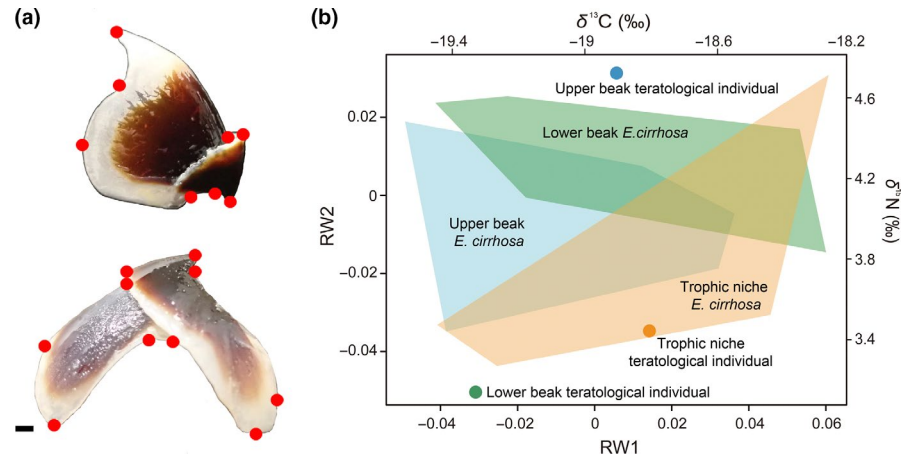 (a)
(b)
δ¹³C (‰)
−19.4
−19
−18.6
−18.2
Upper beak teratological individual
Lower beak E.cirrhosa
Upper beak
E. cirrhosa
Trophic niche
E. cirrhosa
Trophic niche
teratological individual
Lower beak teratological individual
RW2
0.02
0
−0.02
−0.04
4.6
4.2
3.8
3.4
(‰)
−0.04
−0.02
0
0.02
0.04
0.06
RW1